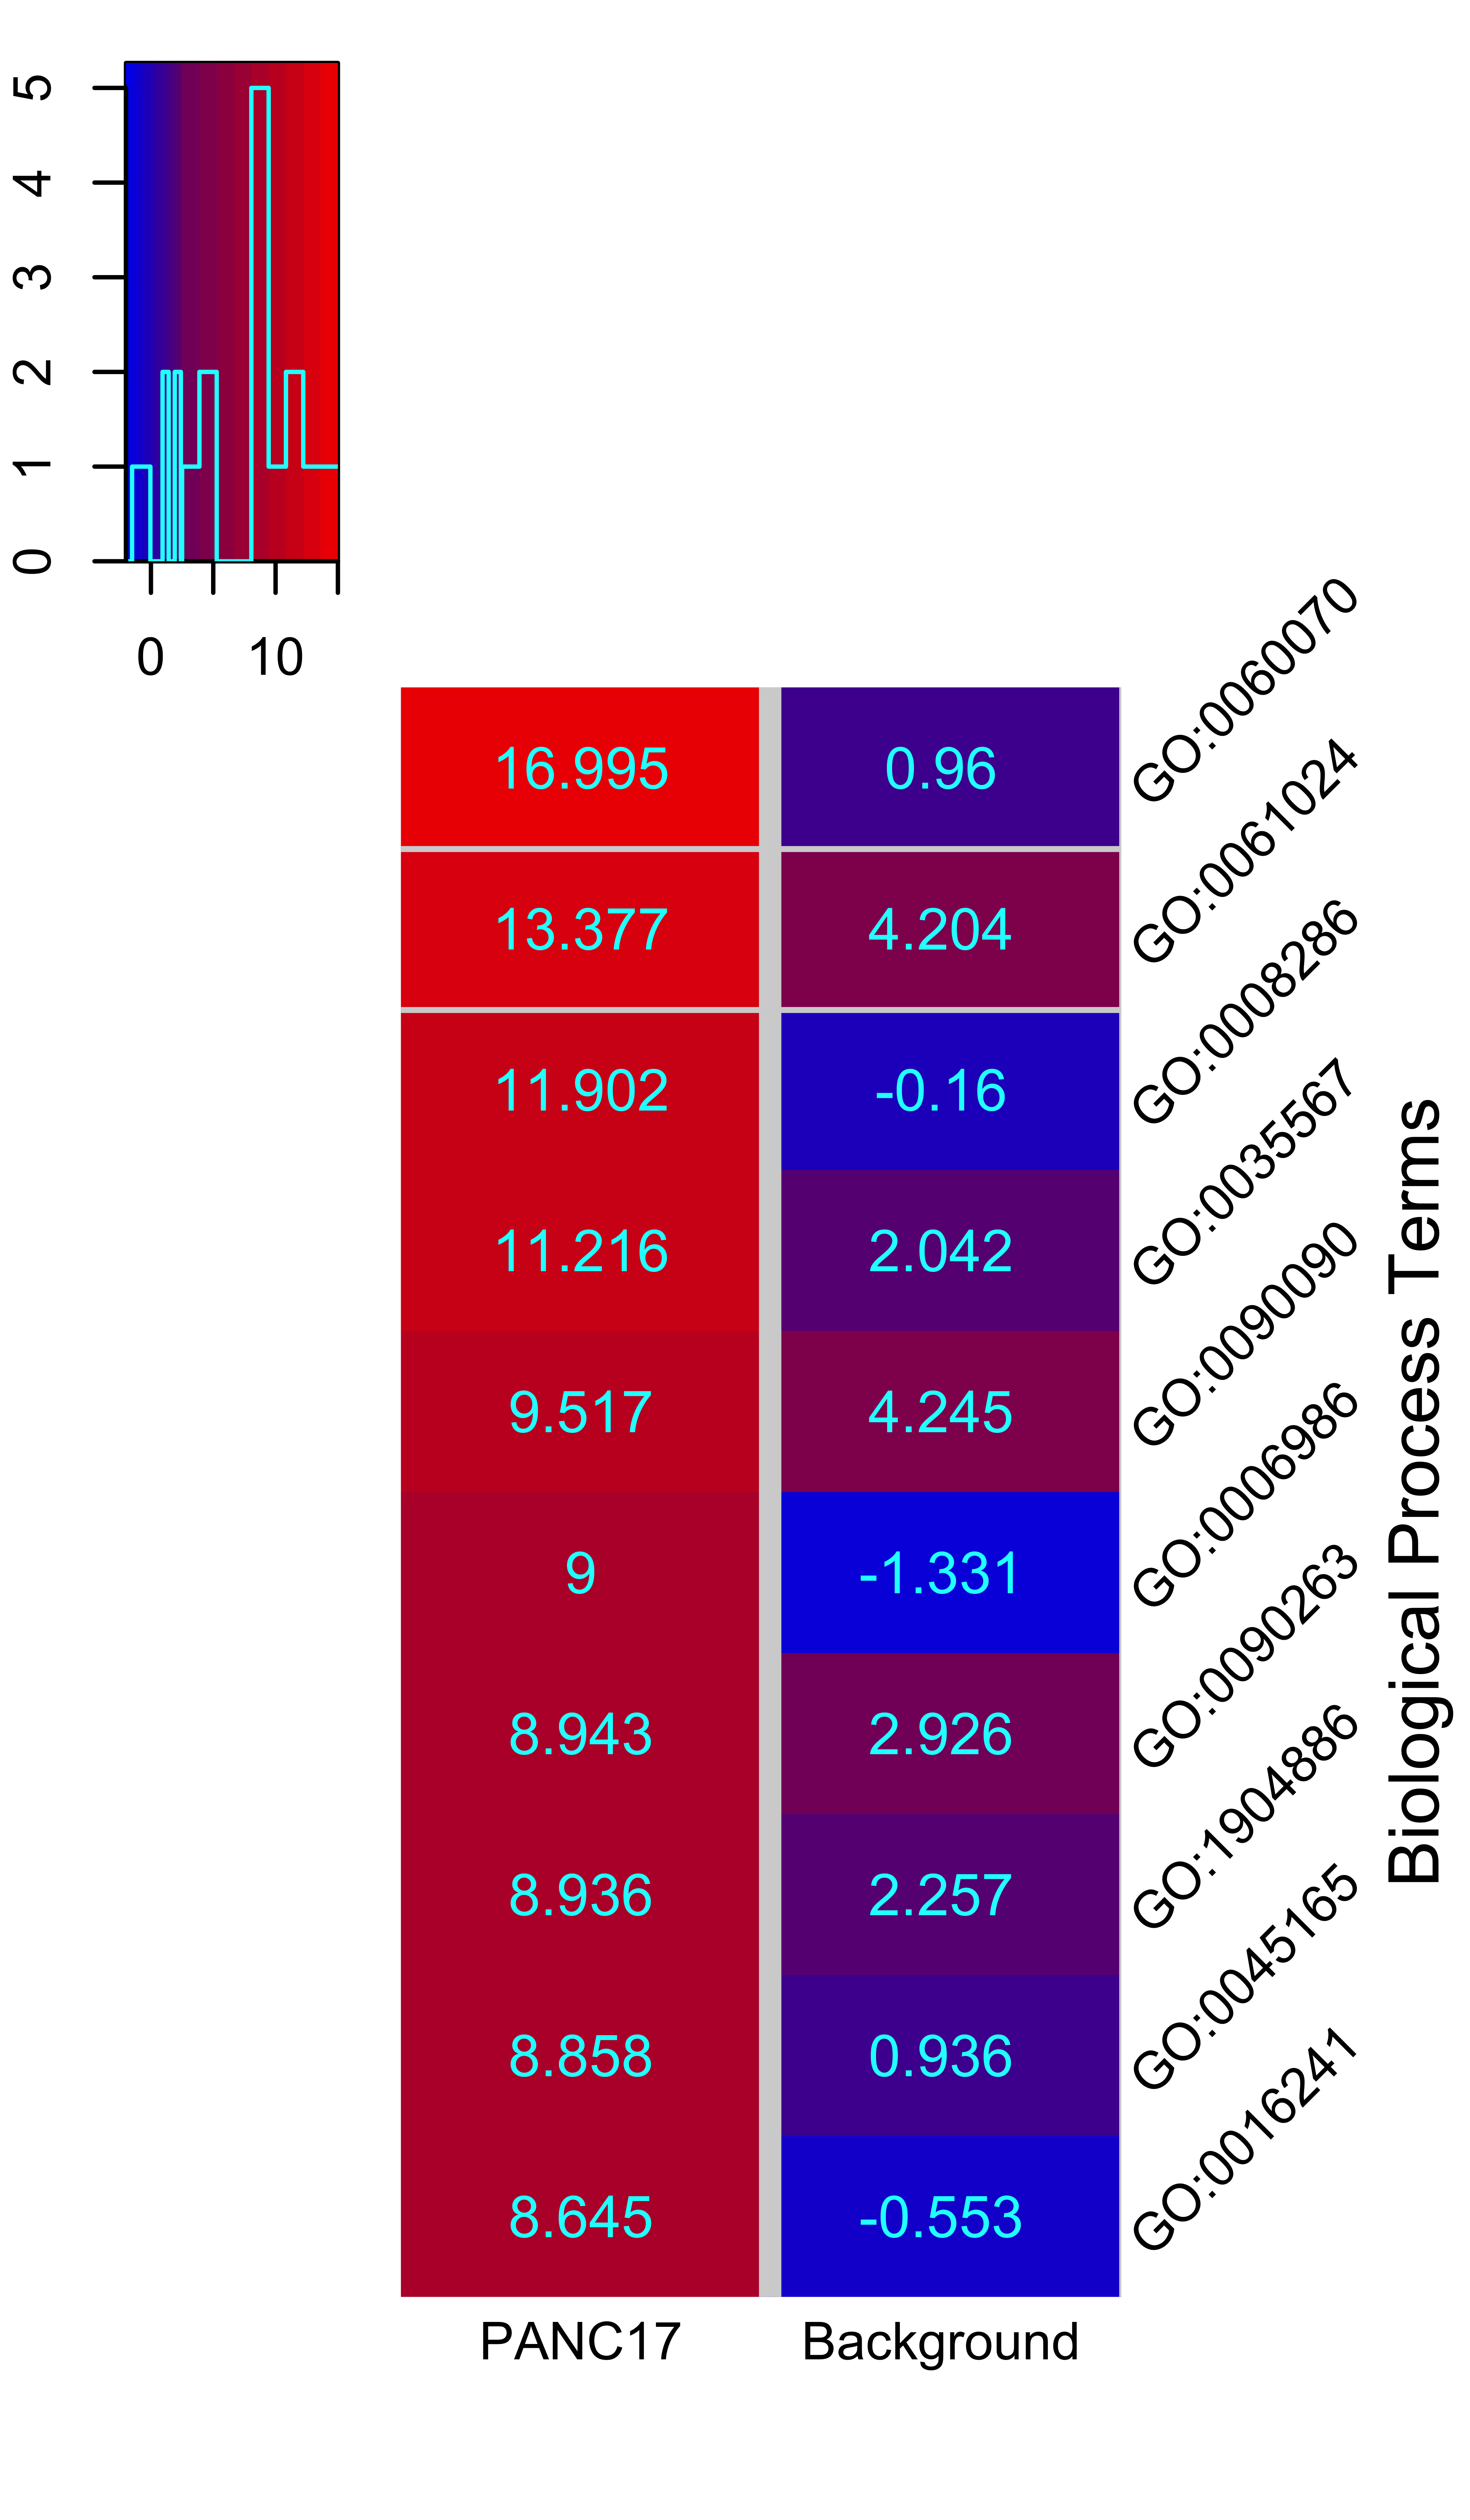 5
4
3
2
1
0
0 10
16.995 0.96 GO:0060070
13.377 4.204 GO:0061024
11.902 -0.16 GO:0008286
11.216 2.042 GO:0035567
9.517 4.245 GO:0090090
9 -1.331 GO:0006986
8.943 2.926 GO:0090263
8.936 2.257 GO:1904886
8.858 0.936 GO:0045165
8.645 -0.553 GO:0016241
PANC17 Background
Biological Process Terms